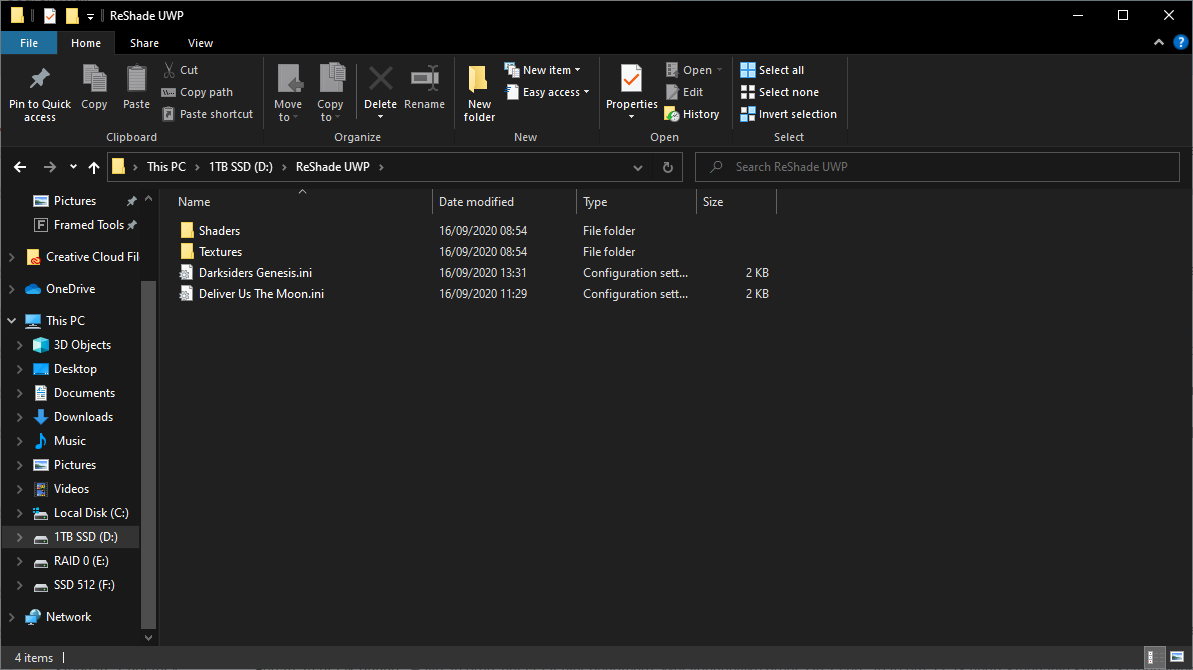 ReShade UWP
File Home Share View
Pin to Quick access
Copy
Paste
Cut
Copy path
Paste shortcut
Clipboard
Move to
Copy to
Delete
Rename
Organize
New folder
New item
Easy access
New
Properties
Open
Edit
History
Open
Select all
Select none
Invert selection
Select
This PC 1TB SSD (D:) ReShade UWP
Search ReShade UWP
Pictures
Framed Tools
Creative Cloud Fil
OneDrive
This PC
3D Objects
Desktop
Documents
Downloads
Music
Pictures
Videos
Local Disk (C:)
1TB SSD (D:)
RAID 0 (E:)
SSD 512 (F:)
Network
Name Date modified Type Size
Shaders 16/09/2020 08:54 File folder
Textures 16/09/2020 08:54 File folder
Darksiders Genesis.ini 16/09/2020 13:31 Configuration sett... 2 KB
Deliver Us The Moon.ini 16/09/2020 11:29 Configuration sett... 2 KB
4 items